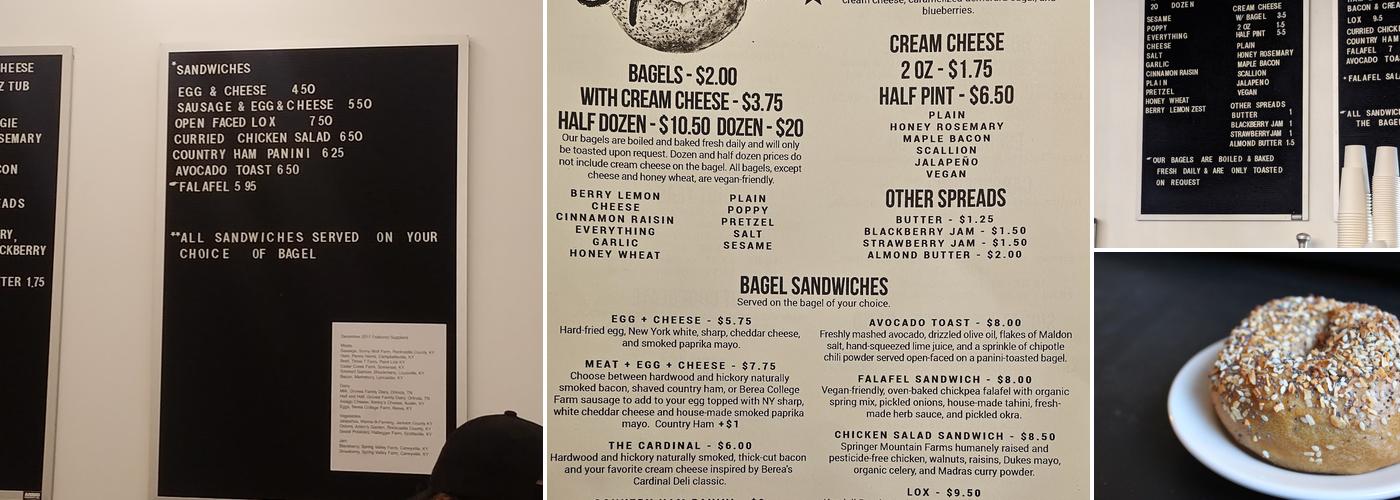 HEESE
Z TUB
GIE
SEMARY
CON
EADS
RY,
CKBERRY
TER 1.75
*SANDWICHES
EGG & CHEESE 4 50
SAUSAGE & EGG & CHEESE 5 50
OPEN FACED LOX 7 50
CURRIED CHICKEN SALAD 6 50
COUNTRY HAM PANINI 6 25
AVOCADO TOAST 6 50
FALAFEL 5 95
**ALL SANDWICHES SERVED ON YOUR
CHOICE OF BAGEL
December 2017 Featured Suppliers
BAGELS - $2.00
WITH CREAM CHEESE - $3.75
HALF DOZEN - $10.50 DOZEN - $20
Our bagels are boiled and baked fresh daily and will only
be toasted upon request. Dozen and half dozen prices do
not include cream cheese on the bagel. All bagels, except
cheese and honey wheat, are vegan-friendly.
BERRY LEMON
CHEESE
CINNAMON RAISIN
EVERYTHING
GARLIC
HONEY WHEAT
PLAIN
POPPY
PRETZEL
SALT
SESAME
blueberries.
CREAM CHEESE
2 OZ - $1.75
HALF PINT - $6.50
PLAIN
HONEY ROSEMARY
MAPLE BACON
SCALLION
JALAPEÑO
VEGAN
OTHER SPREADS
BUTTER - $1.25
BLACKBERRY JAM - $1.50
STRAWBERRY JAM - $1.50
ALMOND BUTTER - $2.00
BAGEL SANDWICHES
Served on the bagel of your choice.
EGG + CHEESE - $5.75
Hard-fried egg, New York white, sharp, cheddar cheese,
and smoked paprika mayo.
MEAT + EGG + CHEESE - $7.75
Choose between hardwood and hickory naturally
smoked bacon, shaved country ham, or Berea College
Farm sausage to add to your egg topped with NY sharp,
white cheddar cheese and house-made smoked paprika
mayo. Country Ham +$1
THE CARDINAL - $6.00
Hardwood and hickory naturally smoked, thick-cut bacon
and your favorite cream cheese inspired by Berea's
Cardinal Deli classic.
AVOCADO TOAST - $8.00
Freshly mashed avocado, drizzled olive oil, flakes of Maldon
salt, hand-squeezed lime juice, and a sprinkle of chipotle
chili powder served open-faced on a panini-toasted bagel.
FALAFEL SANDWICH - $8.00
Vegan-friendly, oven-baked chickpea falafel with organic
spring mix, pickled onions, house-made tahini, fresh-
herb sauce, and pickled okra.
CHICKEN SALAD SANDWICH - $8.50
Springer Mountain Farms humanely raised and
pesticide-free chicken, walnuts, raisins, Dukes mayo,
organic celery, and Madras curry powder.
LOX - $9.50
20 DOZEN
SESAME
POPPY
EVERYTHING
CHEESE
SALT
GARLIC
CINNAMON RAISIN
PLAIN
PRETZEL
HONEY WHEAT
BERRY LEMON ZEST
CREAM CHEESE
W/ BAGEL 3.5
2 OZ 1.5
HALF PINT 5.5
PLAIN
HONEY ROSEMARY
MAPLE BACON
SCALLION
JALAPENO
VEGAN
OTHER SPREADS
BUTTER 1
BLACKBERRY JAM 1
STRAWBERRY JAM 1
ALMOND BUTTER 1.5
*OUR BAGELS ARE BOILED & BAKED
FRESH DAILY & ARE ONLY TOASTED
ON REQUEST
BACON &
LOX 9.5
CURRIED CHICK
COUNTRY HAM
FALAFEL 7
AVOCADO TOA
*FALAFEL SAL
*ALL SANDWIC
THE BAGE